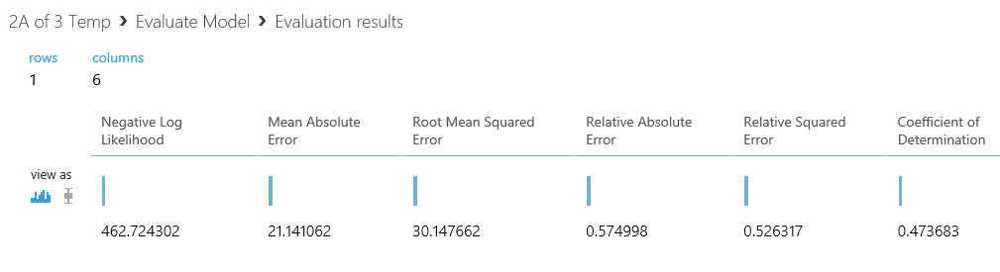 2A of 3 Temp > Evaluate Model > Evaluation results
rows columns
1 6
Negative Log Likelihood
Mean Absolute Error
Root Mean Squared Error
Relative Absolute Error
Relative Squared Error
Coefficient of Determination
view as
462.724302 21.141062 30.147662 0.574998 0.526317 0.473683